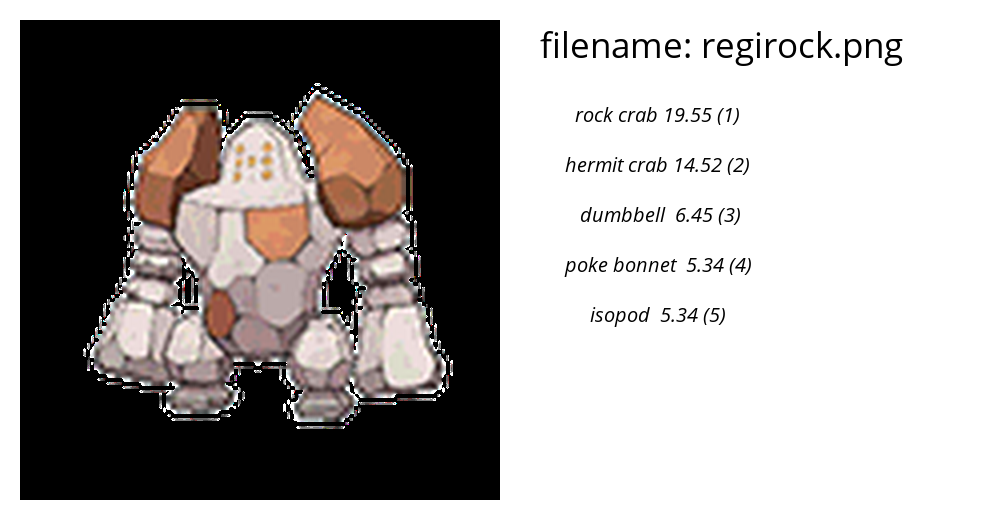 filename: regirock.png
rock crab 19.55 (1)
hermit crab 14.52 (2)
dumbbell  6.45 (3)
poke bonnet  5.34 (4)
isopod  5.34 (5)